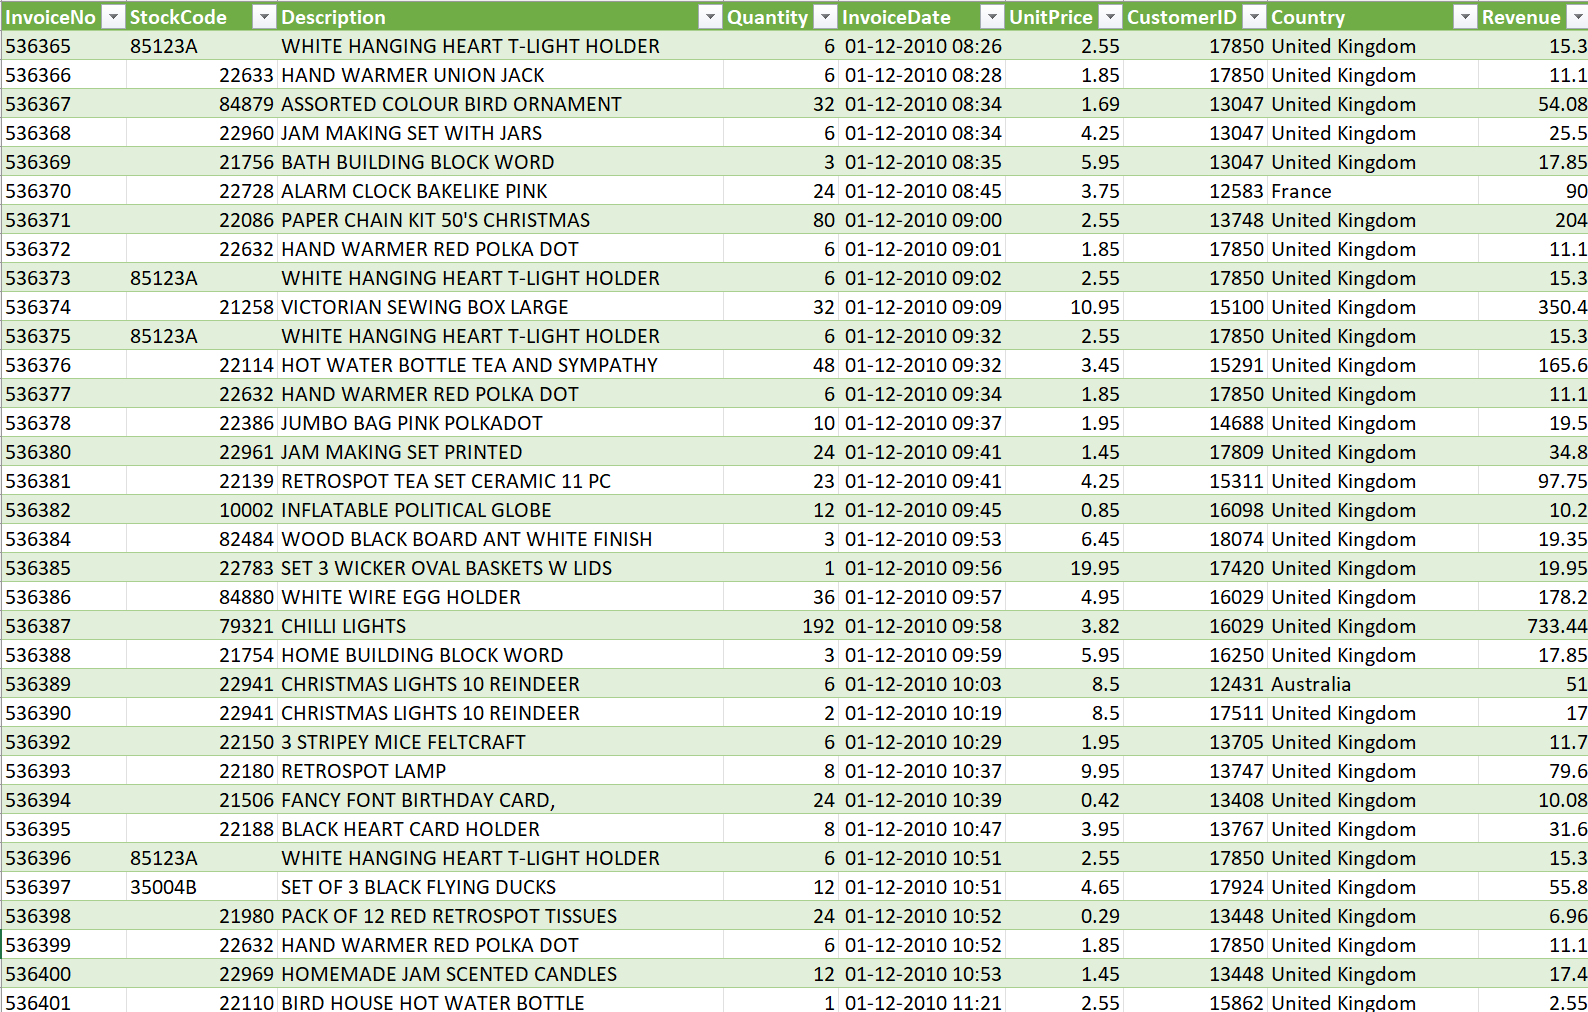 InvoiceNo StockCode Description Quantity InvoiceDate UnitPrice CustomerID Country Revenue
536365 85123A WHITE HANGING HEART T-LIGHT HOLDER 6 01-12-2010 08:26 2.55 17850 United Kingdom 15.3
536366 22633 HAND WARMER UNION JACK 6 01-12-2010 08:28 1.85 17850 United Kingdom 11.1
536367 84879 ASSORTED COLOUR BIRD ORNAMENT 32 01-12-2010 08:34 1.69 13047 United Kingdom 54.08
536368 22960 JAM MAKING SET WITH JARS 6 01-12-2010 08:34 4.25 13047 United Kingdom 25.5
536369 21756 BATH BUILDING BLOCK WORD 3 01-12-2010 08:35 5.95 13047 United Kingdom 17.85
536370 22728 ALARM CLOCK BAKELIKE PINK 24 01-12-2010 08:45 3.75 12583 France 90
536371 22086 PAPER CHAIN KIT 50'S CHRISTMAS 80 01-12-2010 09:00 2.55 13748 United Kingdom 204
536372 22632 HAND WARMER RED POLKA DOT 6 01-12-2010 09:01 1.85 17850 United Kingdom 11.1
536373 85123A WHITE HANGING HEART T-LIGHT HOLDER 6 01-12-2010 09:02 2.55 17850 United Kingdom 15.3
536374 21258 VICTORIAN SEWING BOX LARGE 32 01-12-2010 09:09 10.95 15100 United Kingdom 350.4
536375 85123A WHITE HANGING HEART T-LIGHT HOLDER 6 01-12-2010 09:32 2.55 17850 United Kingdom 15.3
536376 22114 HOT WATER BOTTLE TEA AND SYMPATHY 48 01-12-2010 09:32 3.45 15291 United Kingdom 165.6
536377 22632 HAND WARMER RED POLKA DOT 6 01-12-2010 09:34 1.85 17850 United Kingdom 11.1
536378 22386 JUMBO BAG PINK POLKADOT 10 01-12-2010 09:37 1.95 14688 United Kingdom 19.5
536380 22961 JAM MAKING SET PRINTED 24 01-12-2010 09:41 1.45 17809 United Kingdom 34.8
536381 22139 RETROSPOT TEA SET CERAMIC 11 PC 23 01-12-2010 09:41 4.25 15311 United Kingdom 97.75
536382 10002 INFLATABLE POLITICAL GLOBE 12 01-12-2010 09:45 0.85 16098 United Kingdom 10.2
536384 82484 WOOD BLACK BOARD ANT WHITE FINISH 3 01-12-2010 09:53 6.45 18074 United Kingdom 19.35
536385 22783 SET 3 WICKER OVAL BASKETS W LIDS 1 01-12-2010 09:56 19.95 17420 United Kingdom 19.95
536386 84880 WHITE WIRE EGG HOLDER 36 01-12-2010 09:57 4.95 16029 United Kingdom 178.2
536387 79321 CHILLI LIGHTS 192 01-12-2010 09:58 3.82 16029 United Kingdom 733.44
536388 21754 HOME BUILDING BLOCK WORD 3 01-12-2010 09:59 5.95 16250 United Kingdom 17.85
536389 22941 CHRISTMAS LIGHTS 10 REINDEER 6 01-12-2010 10:03 8.5 12431 Australia 51
536390 22941 CHRISTMAS LIGHTS 10 REINDEER 2 01-12-2010 10:19 8.5 17511 United Kingdom 17
536392 22150 3 STRIPEY MICE FELTCRAFT 6 01-12-2010 10:29 1.95 13705 United Kingdom 11.7
536393 22180 RETROSPOT LAMP 8 01-12-2010 10:37 9.95 13747 United Kingdom 79.6
536394 21506 FANCY FONT BIRTHDAY CARD, 24 01-12-2010 10:39 0.42 13408 United Kingdom 10.08
536395 22188 BLACK HEART CARD HOLDER 8 01-12-2010 10:47 3.95 13767 United Kingdom 31.6
536396 85123A WHITE HANGING HEART T-LIGHT HOLDER 6 01-12-2010 10:51 2.55 17850 United Kingdom 15.3
536397 35004B SET OF 3 BLACK FLYING DUCKS 12 01-12-2010 10:51 4.65 17924 United Kingdom 55.8
536398 21980 PACK OF 12 RED RETROSPOT TISSUES 24 01-12-2010 10:52 0.29 13448 United Kingdom 6.96
536399 22632 HAND WARMER RED POLKA DOT 6 01-12-2010 10:52 1.85 17850 United Kingdom 11.1
536400 22969 HOMEMADE JAM SCENTED CANDLES 12 01-12-2010 10:53 1.45 13448 United Kingdom 17.4
536401 22110 BIRD HOUSE HOT WATER BOTTLE 1 01-12-2010 11:21 2.55 15862 United Kingdom 2.55